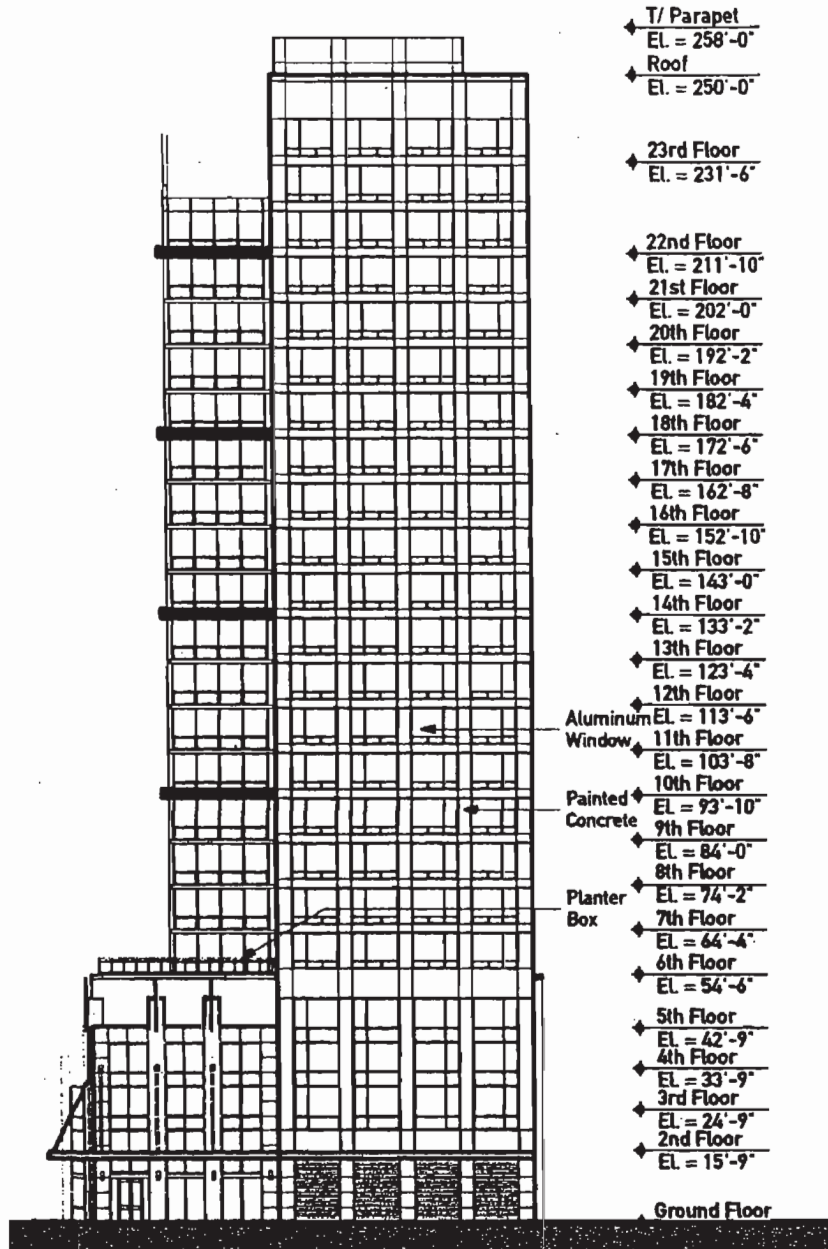 T/ Parapet
El. = 258'-0"
Roof
El. = 250'-0"
23rd Floor
El. = 231'-6"
22nd Floor
El. = 211'-10"
21st Floor
El. = 202'-0"
20th Floor
El. = 192'-2"
19th Floor
El. = 182'-4"
18th Floor
El. = 172'-6"
17th Floor
El. = 162'-8"
16th Floor
El. = 152'-10"
15th Floor
El. = 143'-0"
14th Floor
El. = 133'-2"
13th Floor
El. = 123'-4"
12th Floor
El. = 113'-6"
Aluminum
Window
11th Floor
El. = 103'-8"
10th Floor
El. = 93'-10"
Painted
Concrete
9th Floor
El. = 84'-0"
8th Floor
El. = 74'-2"
Planter
Box
7th Floor
El. = 64'-4"
6th Floor
El. = 54'-6"
5th Floor
El. = 42'-9"
4th Floor
El. = 33'-9"
3rd Floor
El. = 24'-9"
2nd Floor
El. = 15'-9"
Ground Floor